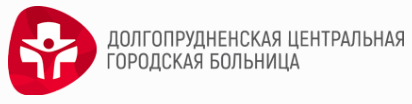 ДОЛГОПРУДНЕНСКАЯ ЦЕНТРАЛЬНАЯ
ГОРОДСКАЯ БОЛЬНИЦА